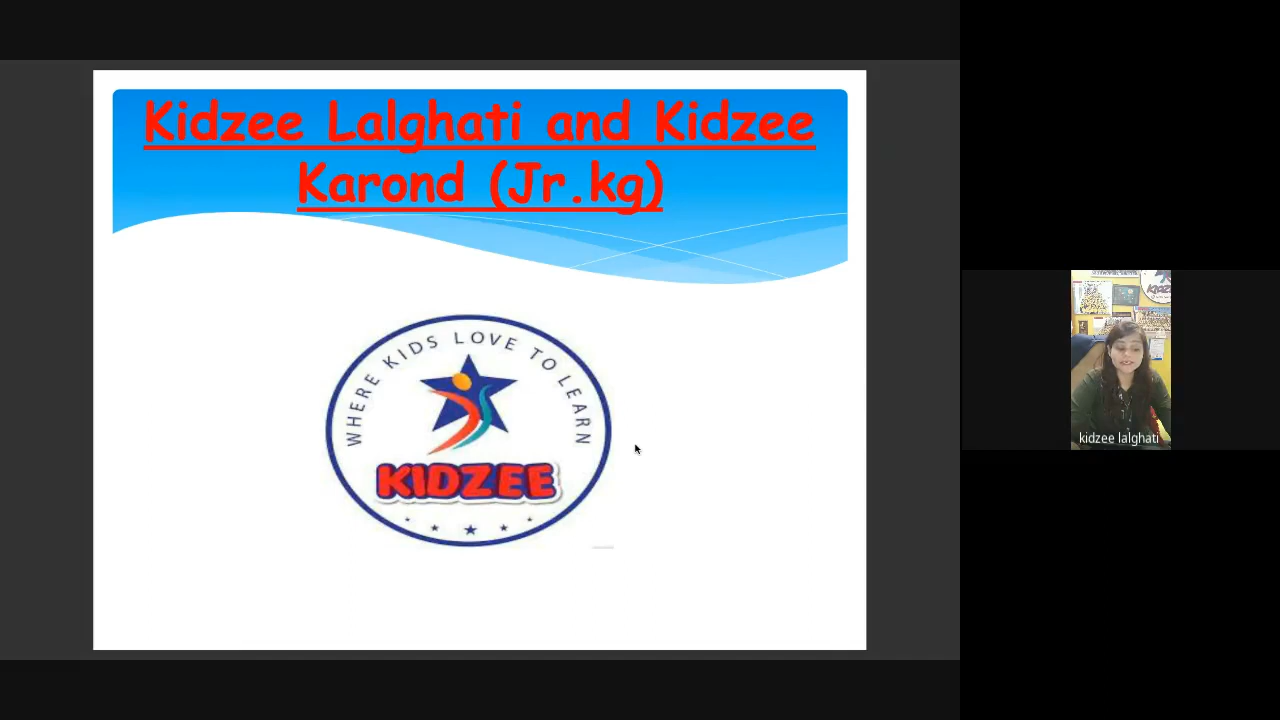 Kidzee Lalghati and Kidzee
Karond (Jr.kg)
WHERE KIDS LOVE TO LEARN
KIDZEE
kidzee lalghati